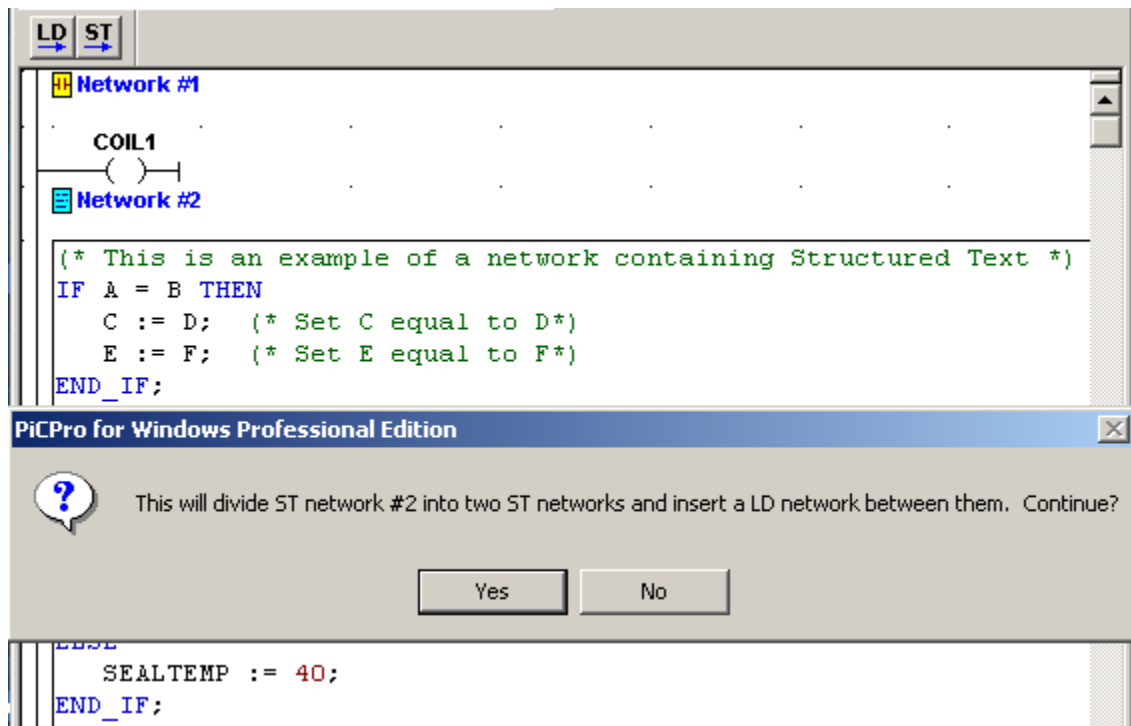 LD ST
Network #1
COIL1
( )
Network #2
(* This is an example of a network containing Structured Text *)
IF A = B THEN
C := D; (* Set C equal to D*)
E := F; (* Set E equal to F*)
END_IF;
PiCPro for Windows Professional Edition
?
This will divide ST network #2 into two ST networks and insert a LD network between them. Continue?
Yes No
ELSE
SEALTEMP := 40;
END_IF;